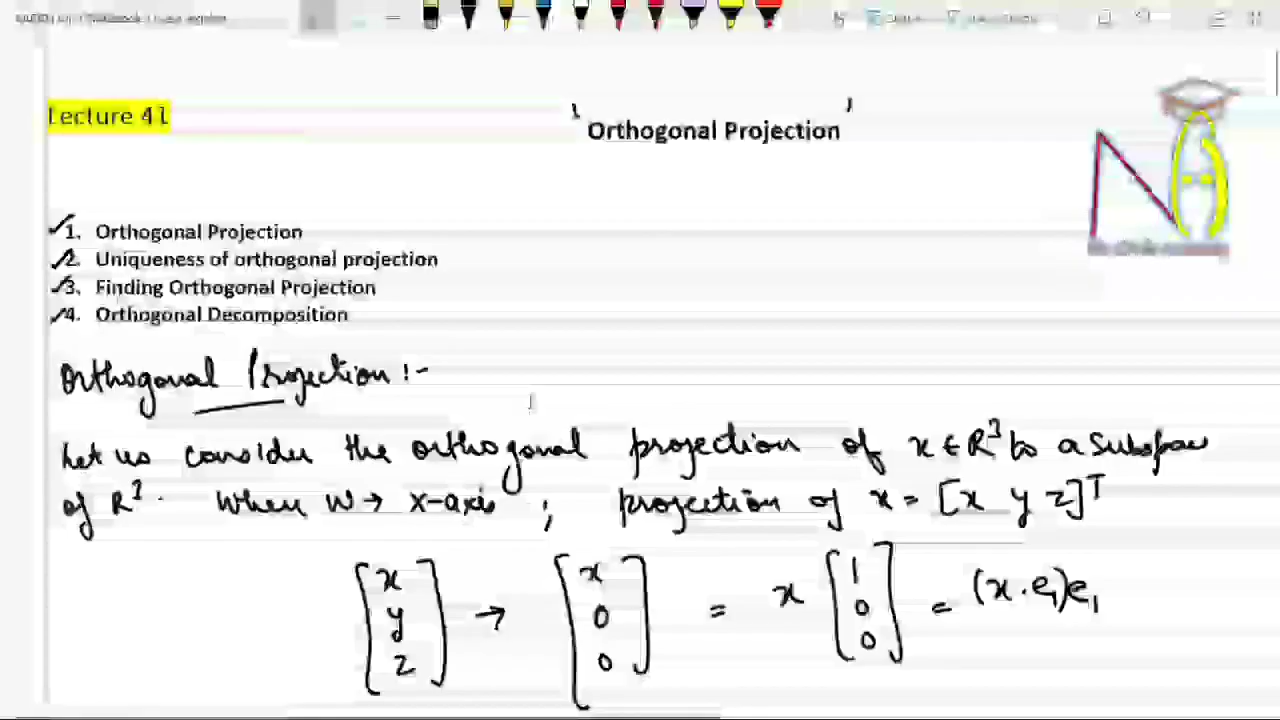 Lecture 41
Orthogonal Projection
1. Orthogonal Projection
2. Uniqueness of orthogonal projection
3. Finding Orthogonal Projection
4. Orthogonal Decomposition
Orthogonal Projection :-
Let us consider the orthogonal projection of x ∈ R³ to a subspace
of R³. When W → x-axis ; projection of x = [x y z]ᵀ
[x y z] → [x 0 0] = x [1 0 0] = (x . e₁)e₁